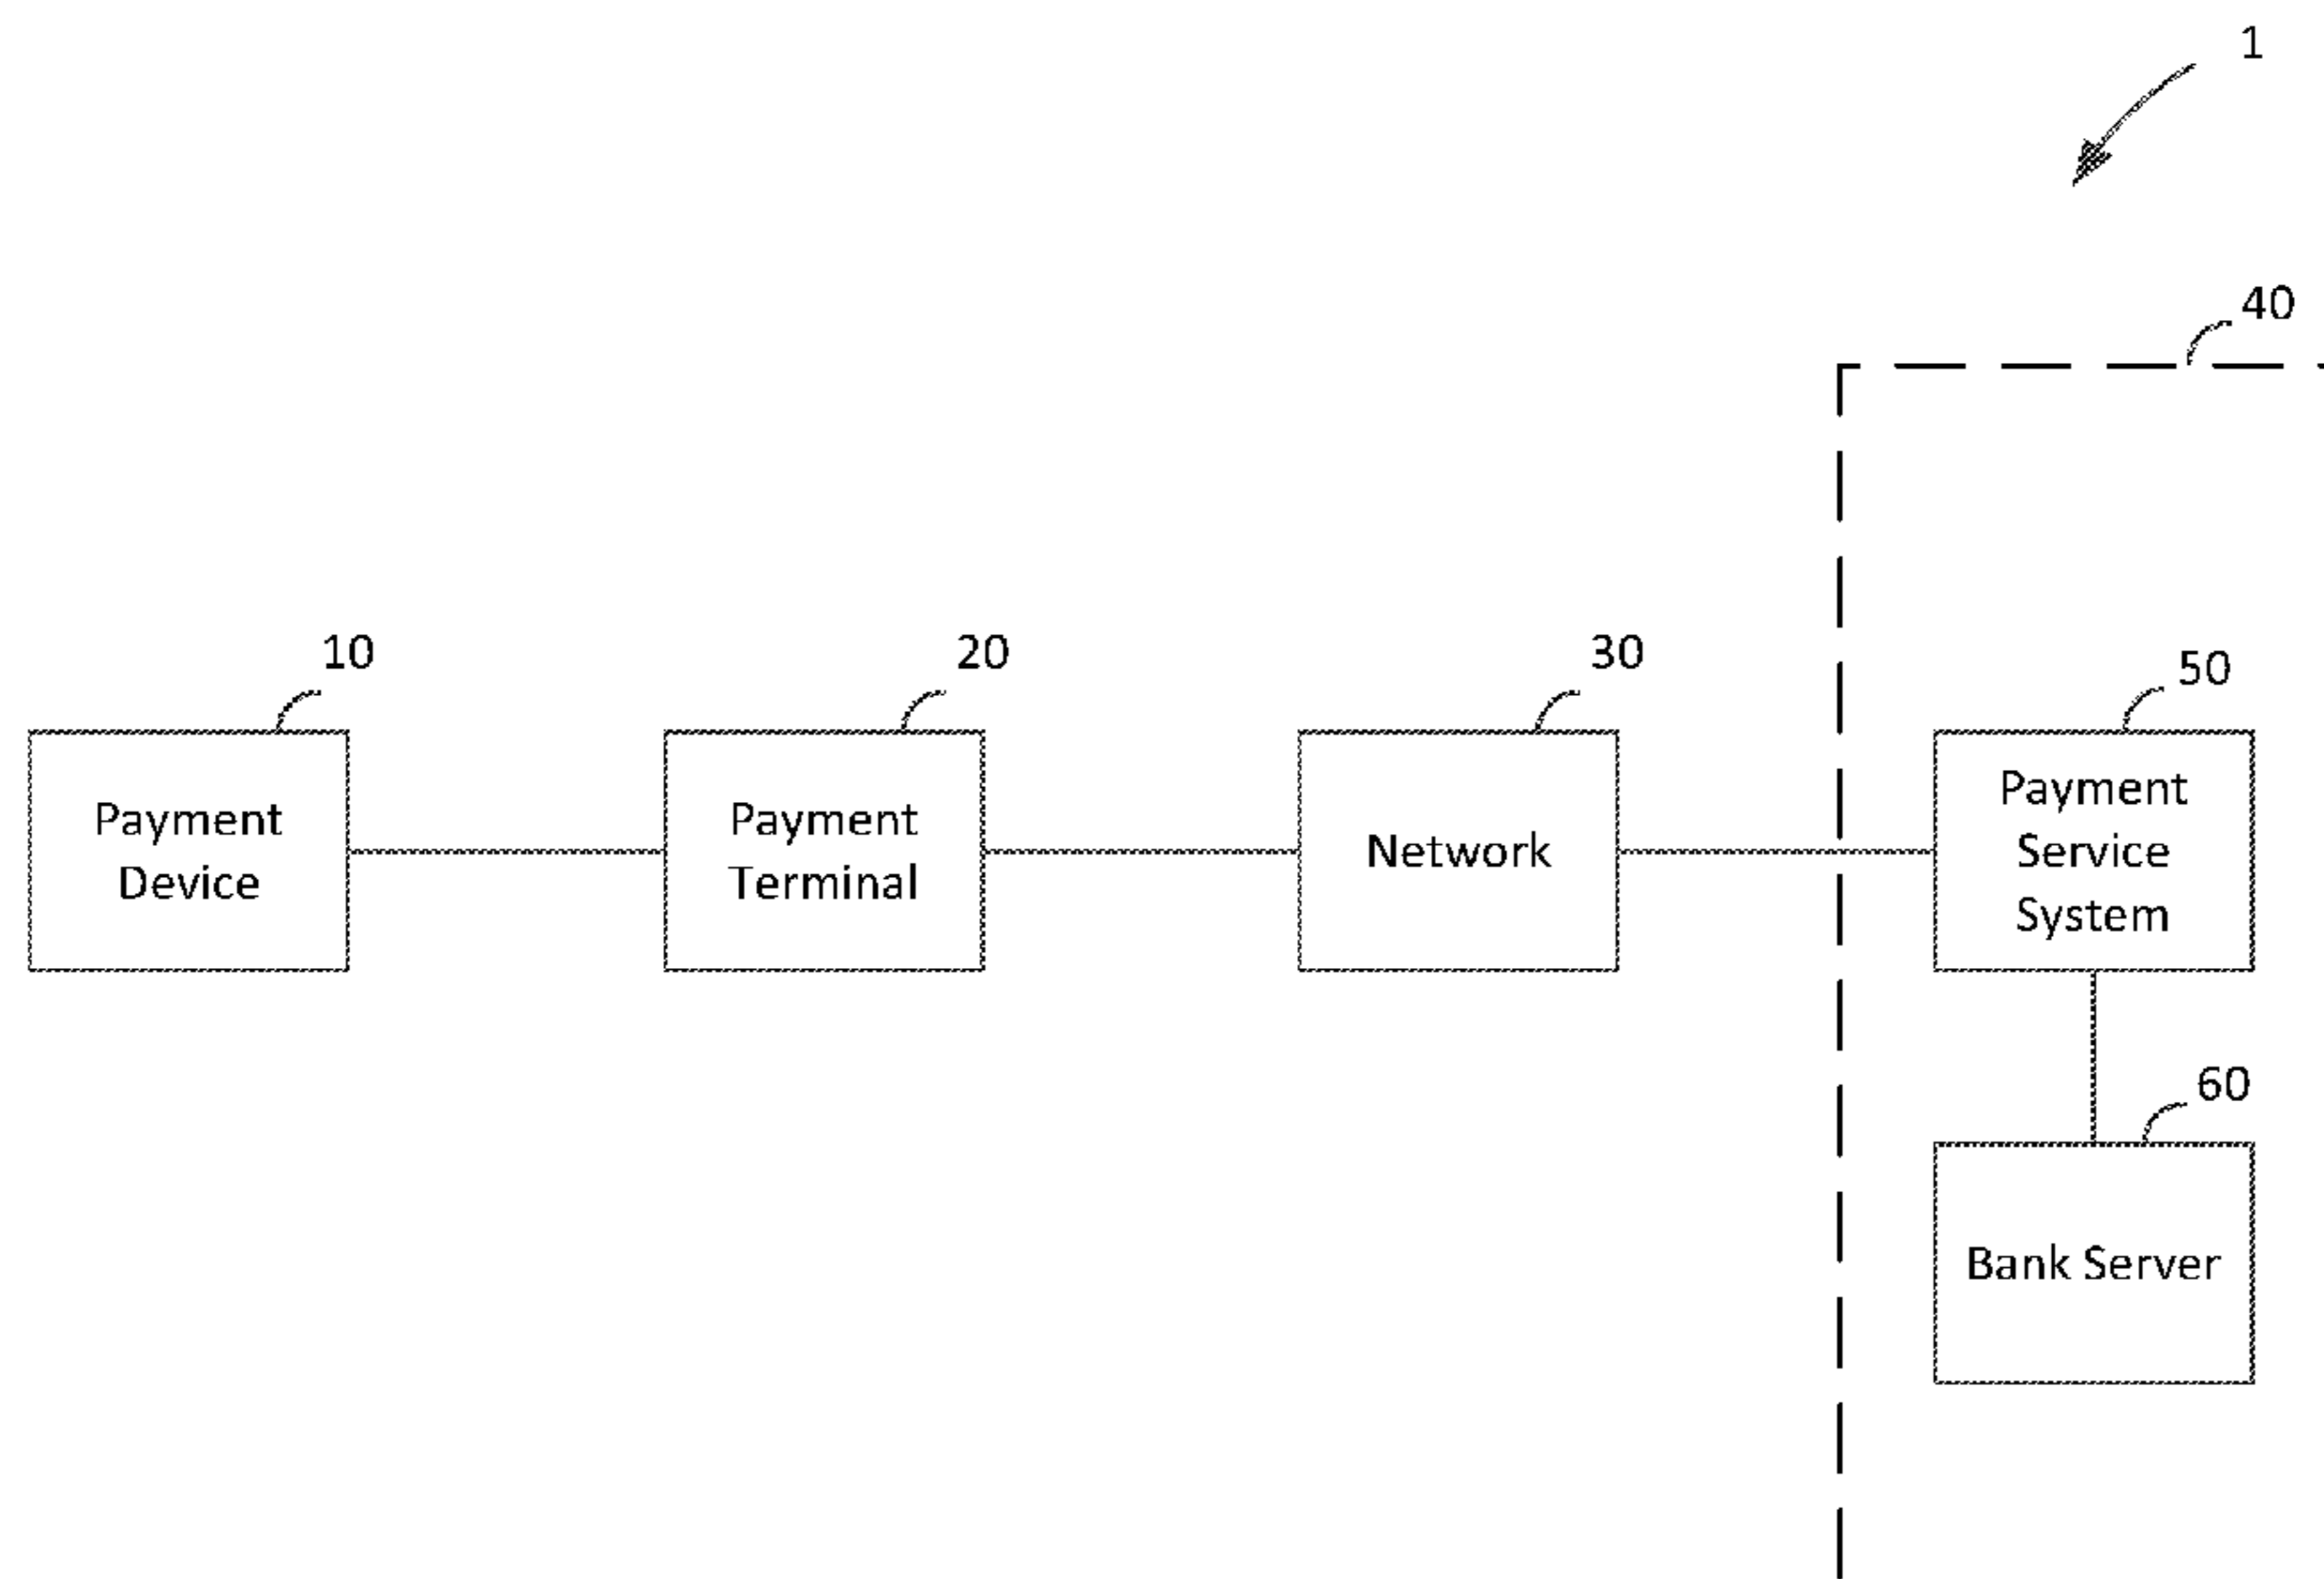 1
40
10
20
30
50
Payment
Device
Payment
Terminal
Network
Payment
Service
System
60
Bank Server